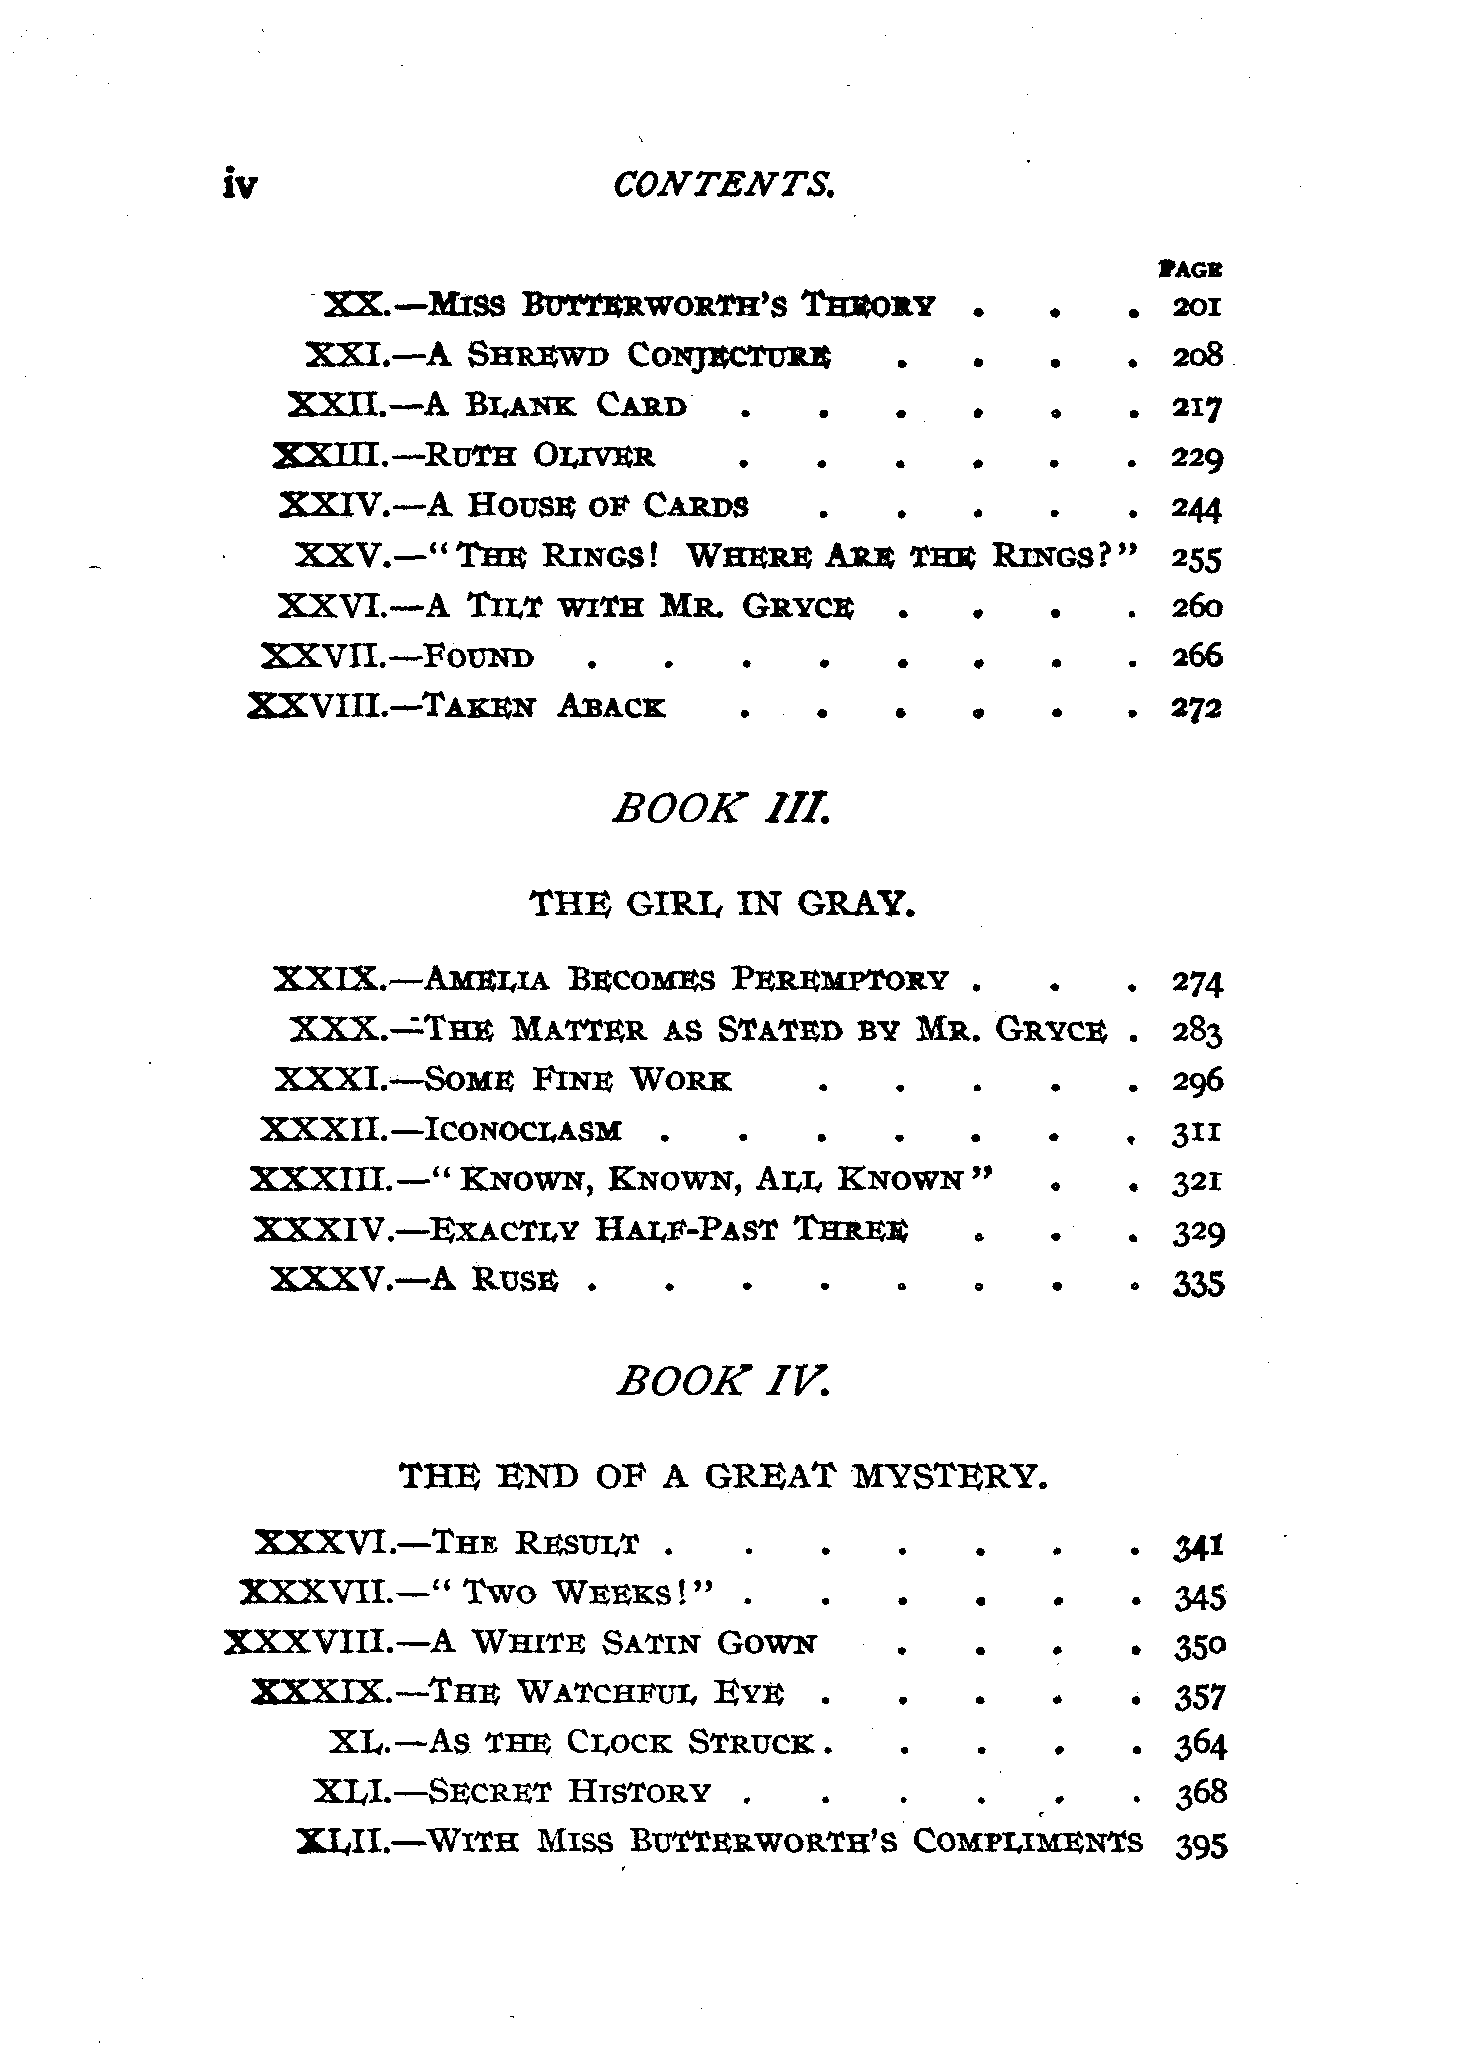 iv CONTENTS.
PAGE
XX.—Miss Butterworth's Theory . . . 201
XXI.—A Shrewd Conjecture . . . . 208
XXII.—A Blank Card . . . . . . 217
XXIII.—Ruth Oliver . . . . . . 229
XXIV.—A House of Cards . . . . . 244
XXV.—"The Rings! Where Are the Rings?" 255
XXVI.—A Tilt with Mr. Gryce . . . . 260
XXVII.—Found . . . . . . . . 266
XXVIII.—Taken Aback . . . . . . 272
BOOK III.
THE GIRL IN GRAY.
XXIX.—Amelia Becomes Peremptory . . . 274
XXX.—The Matter as Stated by Mr. Gryce . 283
XXXI.—Some Fine Work . . . . . 296
XXXII.—Iconoclasm . . . . . . . 311
XXXIII.—"Known, Known, All Known" . . 321
XXXIV.—Exactly Half-Past Three . . . 329
XXXV.—A Ruse . . . . . . . . 335
BOOK IV.
THE END OF A GREAT MYSTERY.
XXXVI.—The Result . . . . . . . 341
XXXVII.—"Two Weeks!" . . . . . . 345
XXXVIII.—A White Satin Gown . . . . 350
XXXIX.—The Watchful Eye . . . . . 357
XL.—As the Clock Struck . . . . . 364
XLI.—Secret History . . . . . . 368
XLII.—With Miss Butterworth's Compliments 395